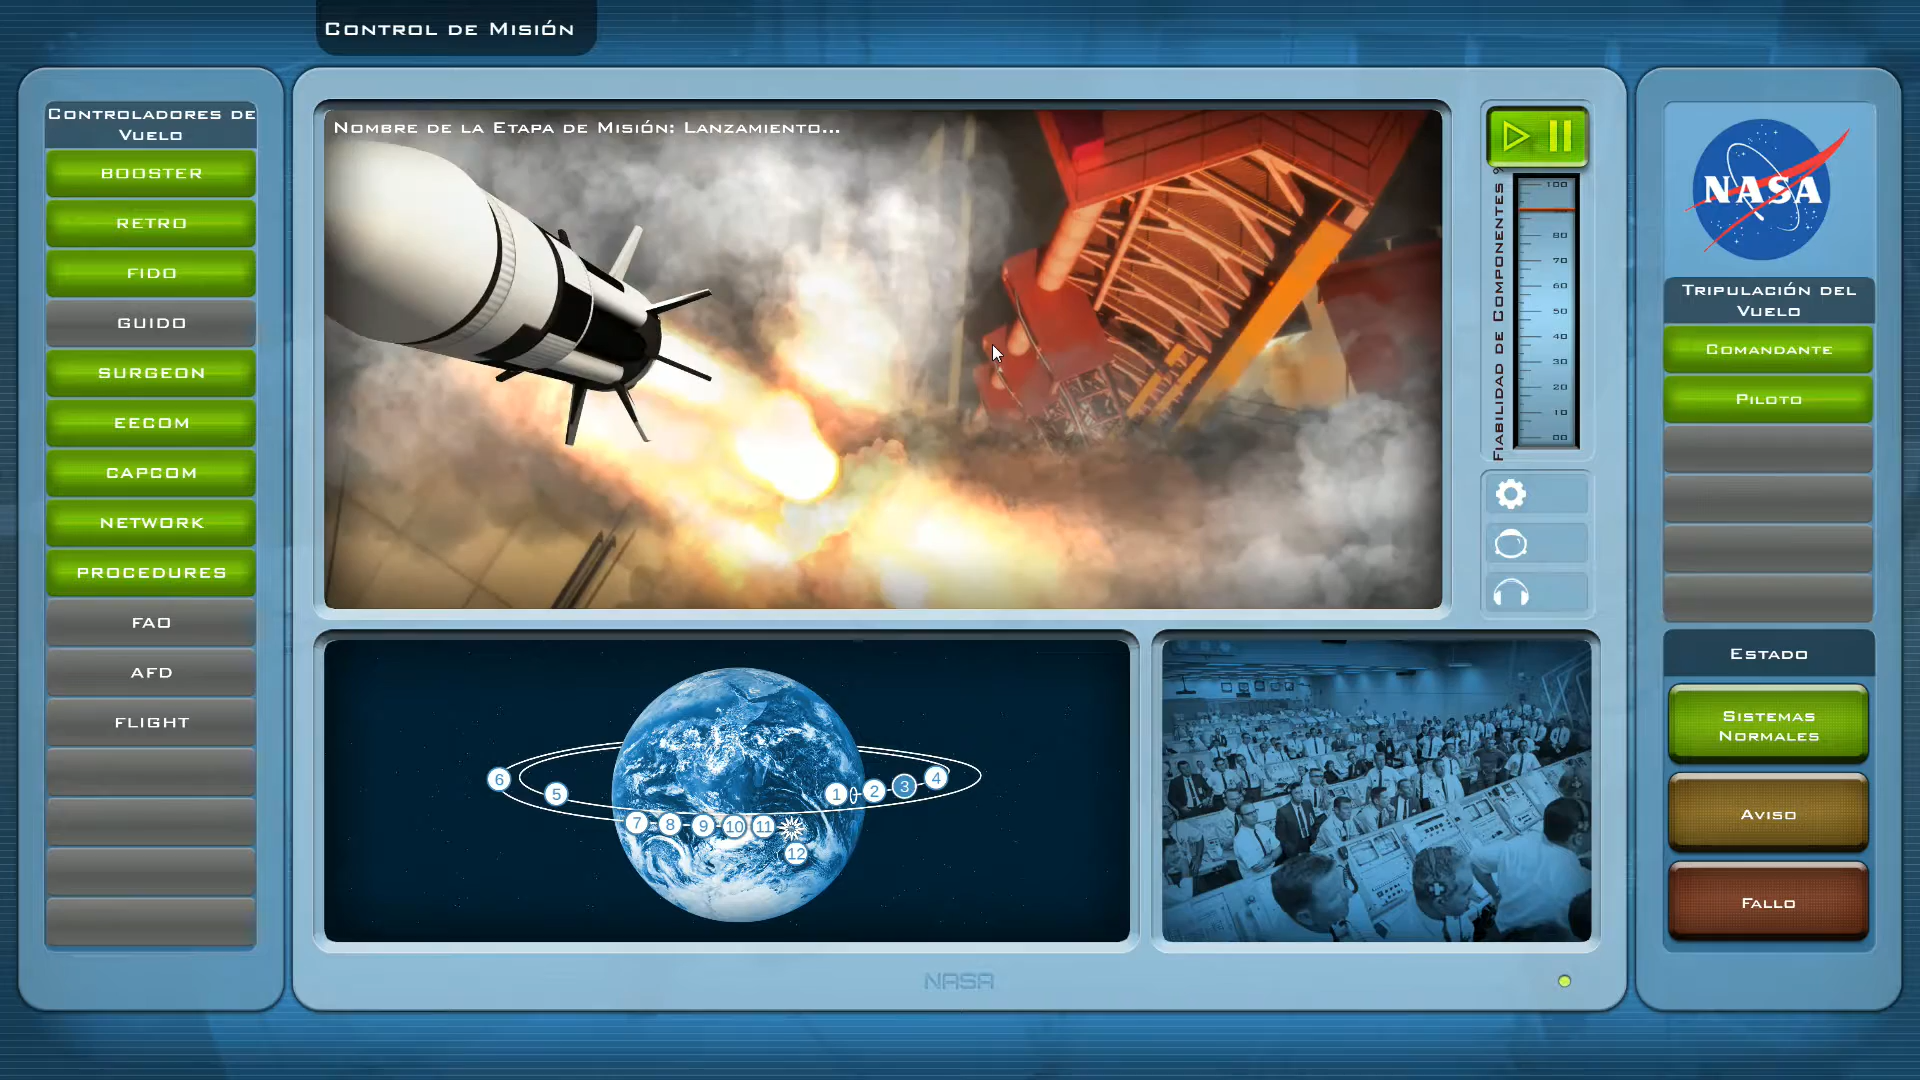 Control de Misión
Controladores de
Vuelo
BOOSTER
RETRO
FIDO
GUIDO
SURGEON
EECOM
CAPCOM
NETWORK
PROCEDURES
FAO
AFD
FLIGHT
Nombre de la Etapa de Misión: Lanzamiento...
Fiabilidad de Componentes %
100
80
70
60
50
40
30
20
10
00
6
5
1
2
3
4
7
8
9
10
11
12
NASA
NASA
Tripulación del
Vuelo
Comandante
Piloto
Estado
Sistemas
Normales
Aviso
Fallo